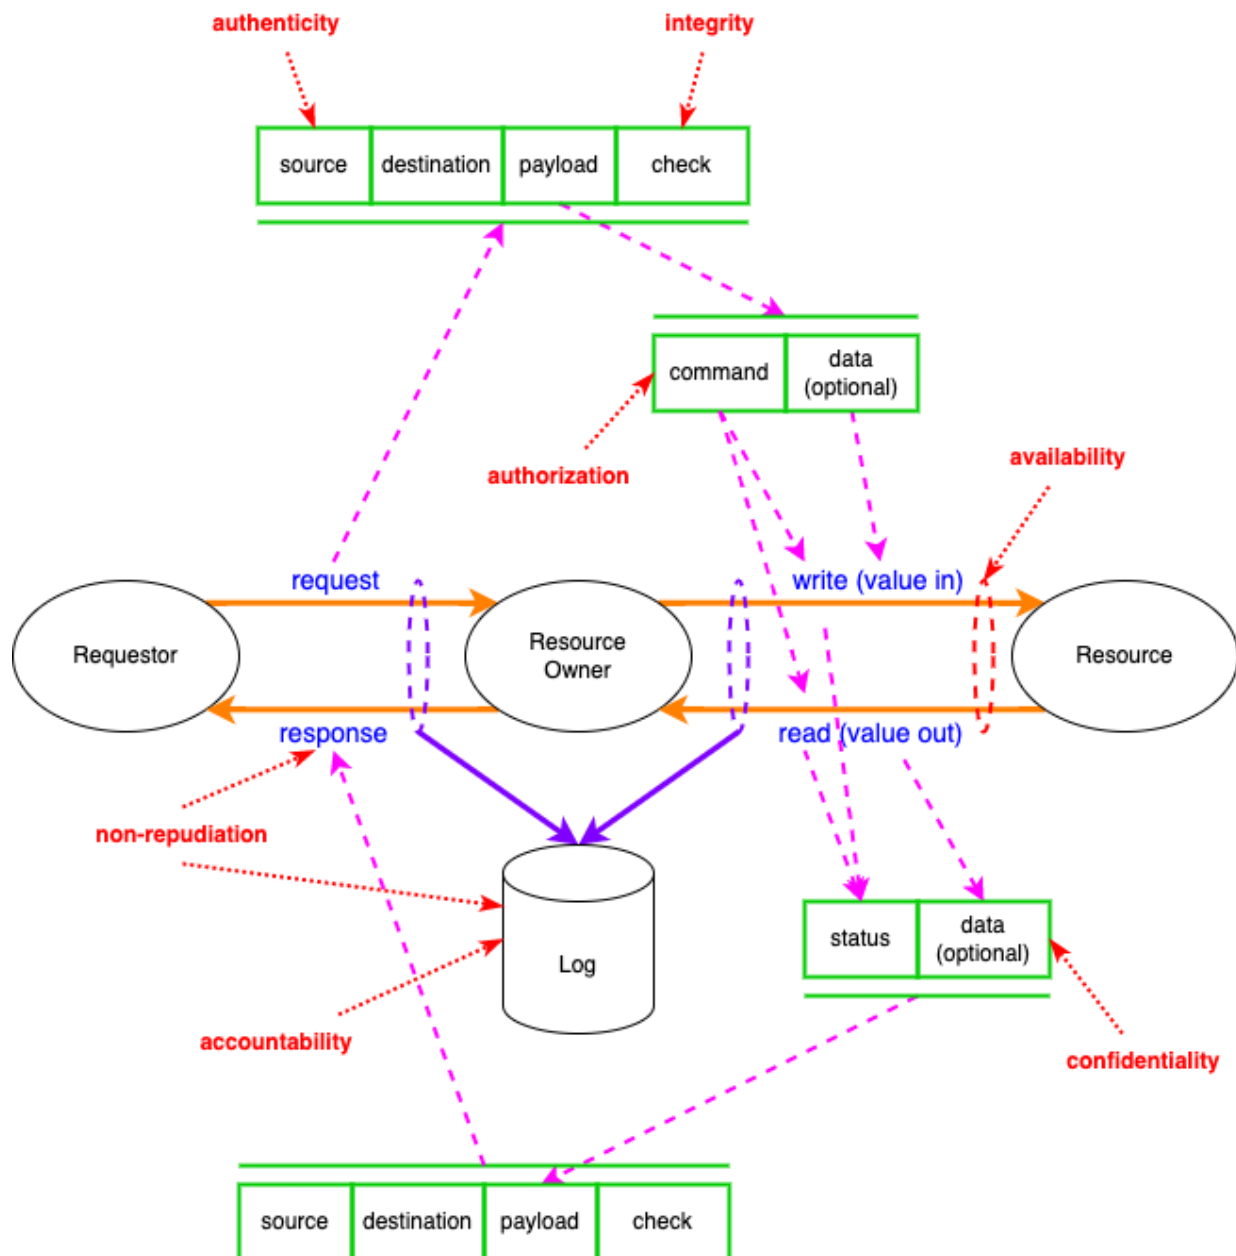 authenticity
integrity
source
destination
payload
check
command
data
(optional)
authorization
availability
request
write (value in)
Requestor
Resource
Owner
Resource
response
read (value out)
non-repudiation
Log
status
data
(optional)
accountability
confidentiality
source
destination
payload
check